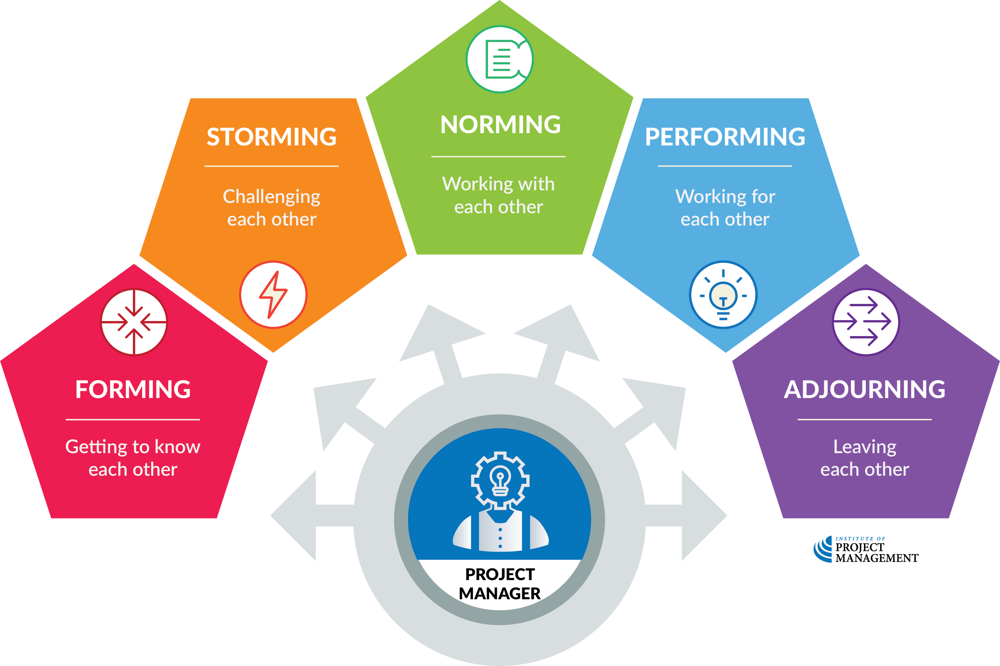 FORMING
Getting to know
each other
STORMING
Challenging
each other
NORMING
Working with
each other
PERFORMING
Working for
each other
ADJOURNING
Leaving
each other
PROJECT
MANAGER
INSTITUTE OF
PROJECT
MANAGEMENT